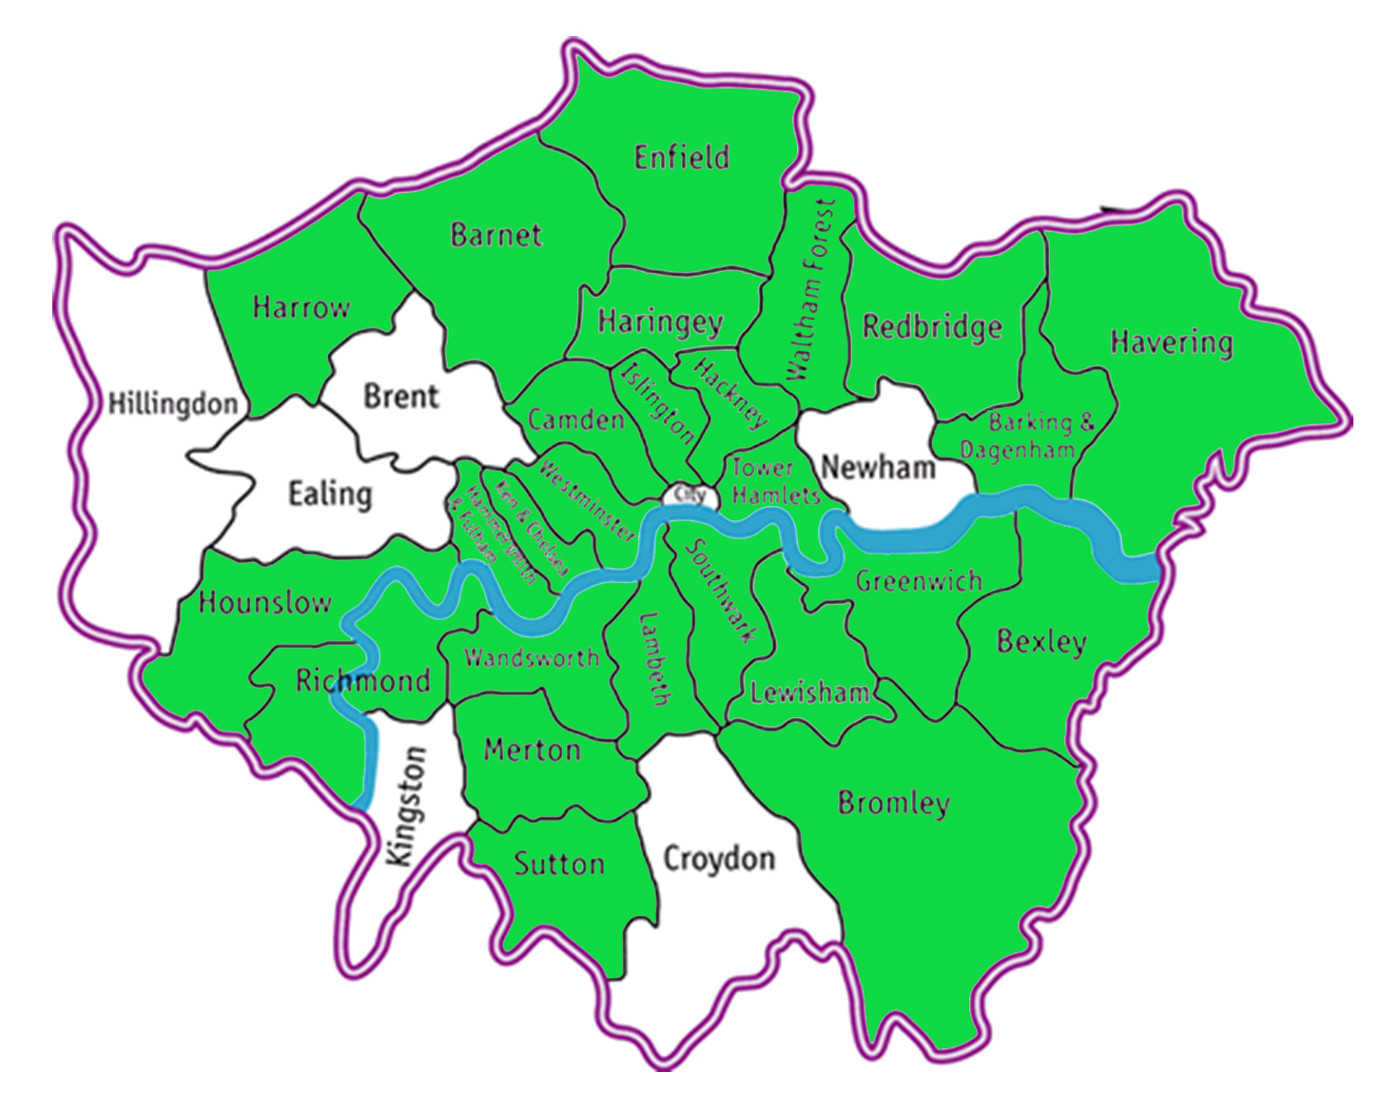 Enfield
Barnet
Waltham Forest
Harrow
Haringey
Redbridge
Havering
Hillingdon
Brent
Camden
Islington
Hackney
Barking &
Dagenham
Newham
Ealing
Tower
Hamlets
City
Westminster
Ken & Chelsea
Hammersmith
& Fulham
Hounslow
Southwark
Greenwich
Bexley
Richmond
Wandsworth
Lambeth
Lewisham
Merton
Kingston
Bromley
Sutton
Croydon